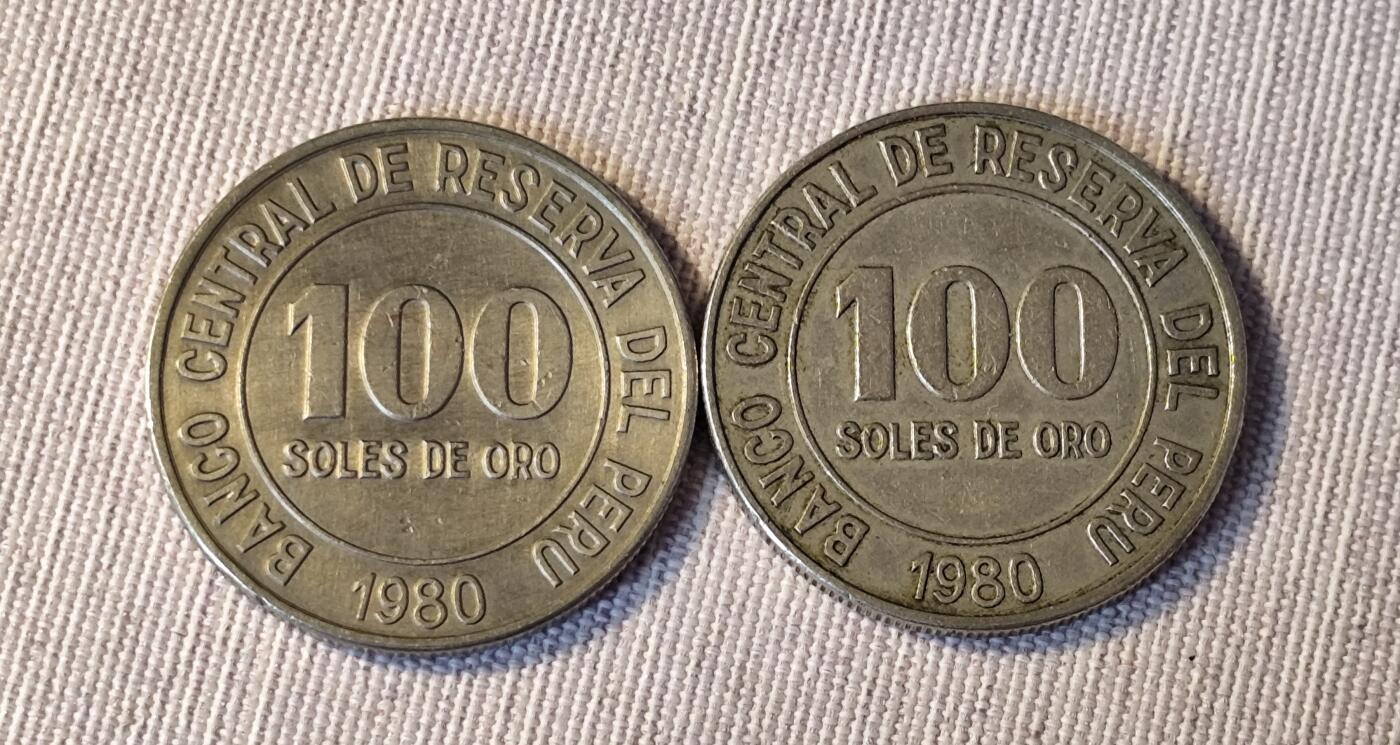 BANCO CENTRAL DE RESERVA DEL PERU
100
SOLES DE ORO
1980
BANCO CENTRAL DE RESERVA DEL PERU
100
SOLES DE ORO
1980